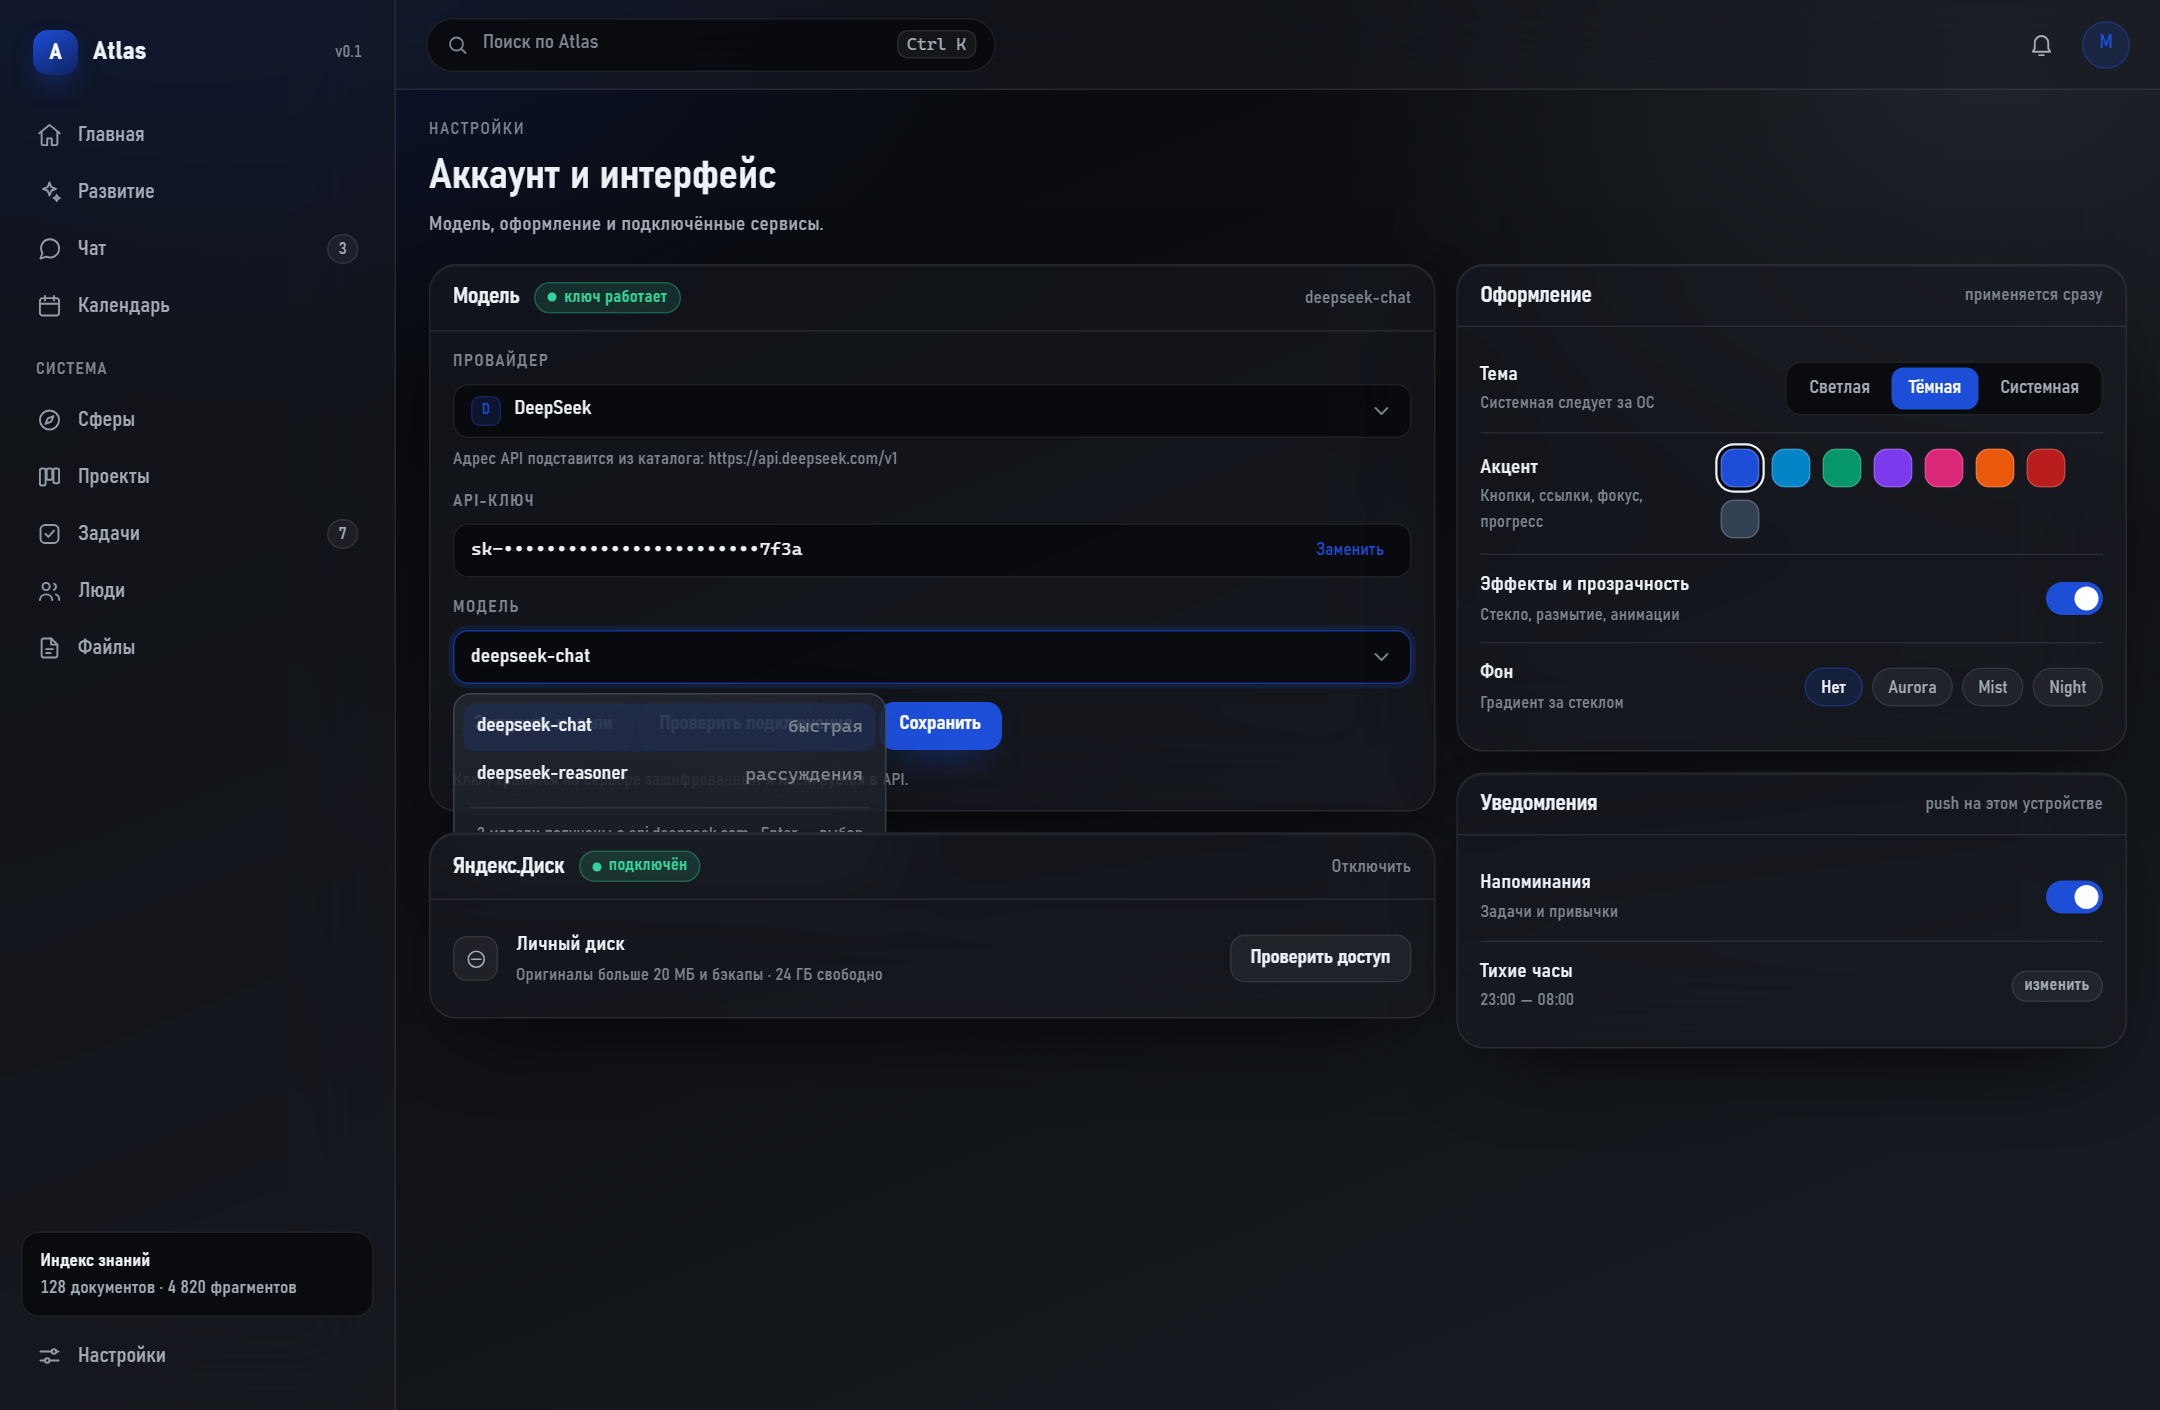 A Atlas v0.1
Главная
Развитие
Чат 3
Календарь
СИСТЕМА
Сферы
Проекты
Задачи 7
Люди
Файлы
Индекс знаний
128 документов · 4 820 фрагментов
Настройки
Поиск по Atlas Ctrl K
M
НАСТРОЙКИ
Аккаунт и интерфейс
Модель, оформление и подключённые сервисы.
Модель ключ работает deepseek-chat
ПРОВАЙДЕР
D DeepSeek
Адрес API подставится из каталога: https://api.deepseek.com/v1
API-КЛЮЧ
sk-••••••••••••••••••••••••7f3a Заменить
МОДЕЛЬ
deepseek-chat
deepseek-chat быстрая
Проверить Сохранить
deepseek-reasoner рассуждения
зашифрованным в API.
Яндекс.Диск подключён Отключить
Личный диск
Оригиналы больше 20 МБ и бэкапы · 24 ГБ свободно
Проверить доступ
Оформление применяется сразу
Тема
Системная следует за ОС
Светлая Тёмная Системная
Акцент
Кнопки, ссылки, фокус,
прогресс
Эффекты и прозрачность
Стекло, размытие, анимации
Фон
Градиент за стеклом
Нет Aurora Mist Night
Уведомления push на этом устройстве
Напоминания
Задачи и привычки
Тихие часы
23:00 — 08:00
изменить